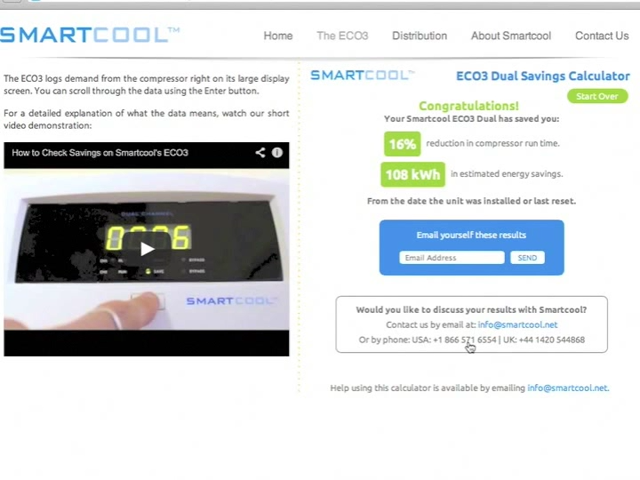 SMARTCOOL™
Home The ECO3 Distribution About Smartcool Contact Us
The ECO3 logs demand from the compressor right on its large display
screen. You can scroll through the data using the Enter button.
For a detailed explanation of what the data means, watch our short
video demonstration:
How to Check Savings on Smartcool's ECO3
DUAL CHANNEL
SAVE
BYPASS
BYPASS
SMARTCOOL™
SMARTCOOL™
ECO3 Dual Savings Calculator
Start Over
Congratulations!
Your Smartcool ECO3 Dual has saved you:
16% reduction in compressor run time.
108 kWh in estimated energy savings.
From the date the unit was installed or last reset.
Email yourself these results
Email Address SEND
Would you like to discuss your results with Smartcool?
Contact us by email at: info@smartcool.net
Or by phone: USA: +1 866 571 6554 | UK: +44 1420 544868
Help using this calculator is available by emailing info@smartcool.net.